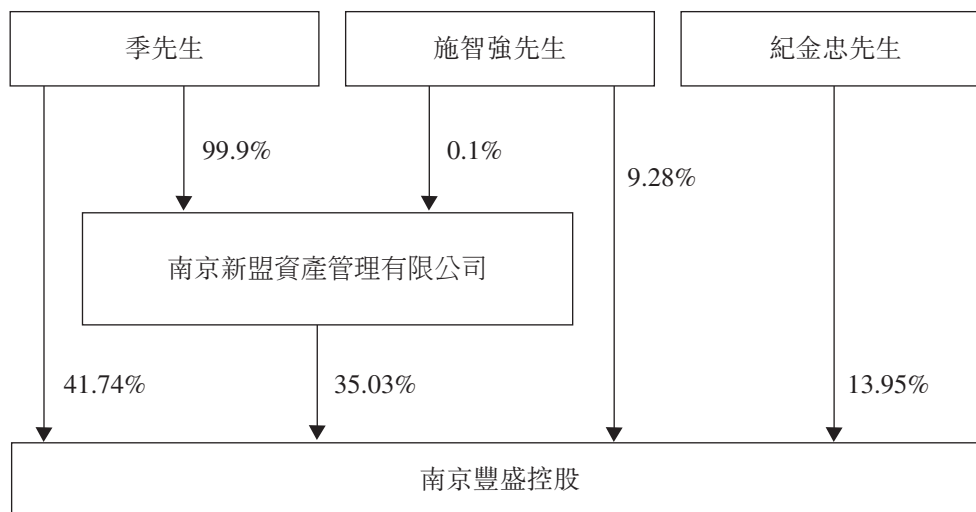 季先生
施智強先生
紀金忠先生
99.9%
0.1%
9.28%
南京新盟資產管理有限公司
41.74%
35.03%
13.95%
南京豐盛控股